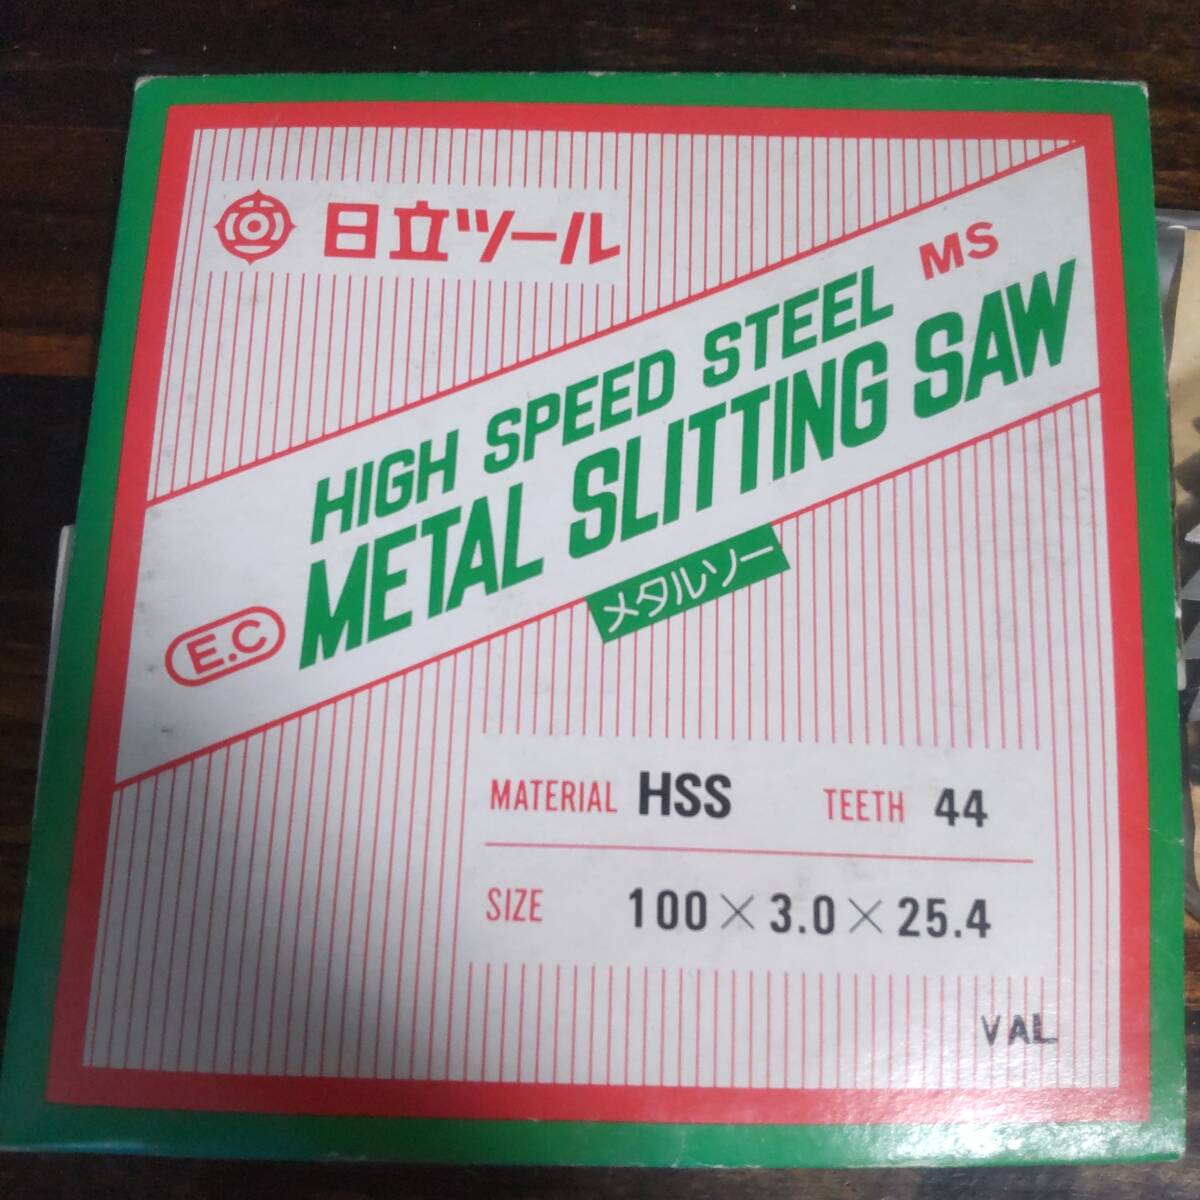 日立ツール
MS
HIGH SPEED STEEL
METAL SLITTING SAW
E.C
メタルソー
MATERIAL HSS TEETH 44
SIZE 100×3.0×25.4
VAL